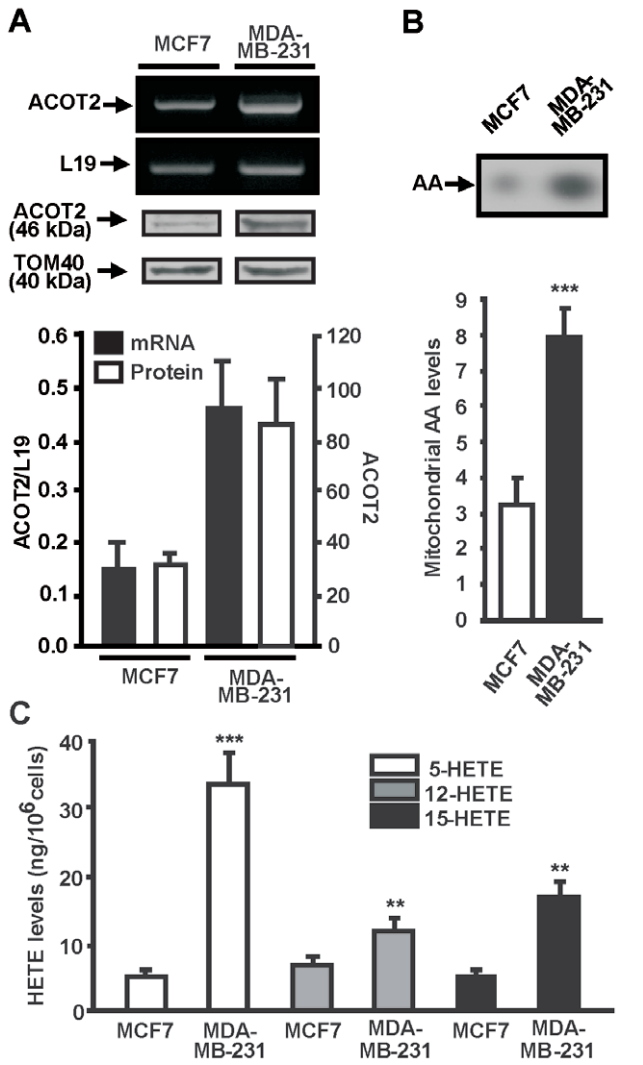 A
MCF7
MDA-
MB-231
ACOT2
L19
ACOT2
(46 kDa)
TOM40
(40 kDa)
0.6
0.5
0.4
0.3
0.2
0.1
0.0
ACOT2/L19
mRNA
Protein
120
100
80
60
40
20
0
ACOT2
MCF7
MDA-
MB-231
B
MCF7
MDA-
MB-231
AA
***
9
8
7
6
5
4
3
2
1
0
Mitochondrial AA levels
MCF7
MDA-
MB-231
C
HETE levels (ng/10⁶cells)
40
30
20
10
0
***
**
**
5-HETE
12-HETE
15-HETE
MCF7
MDA-
MB-231
MCF7
MDA-
MB-231
MCF7
MDA-
MB-231